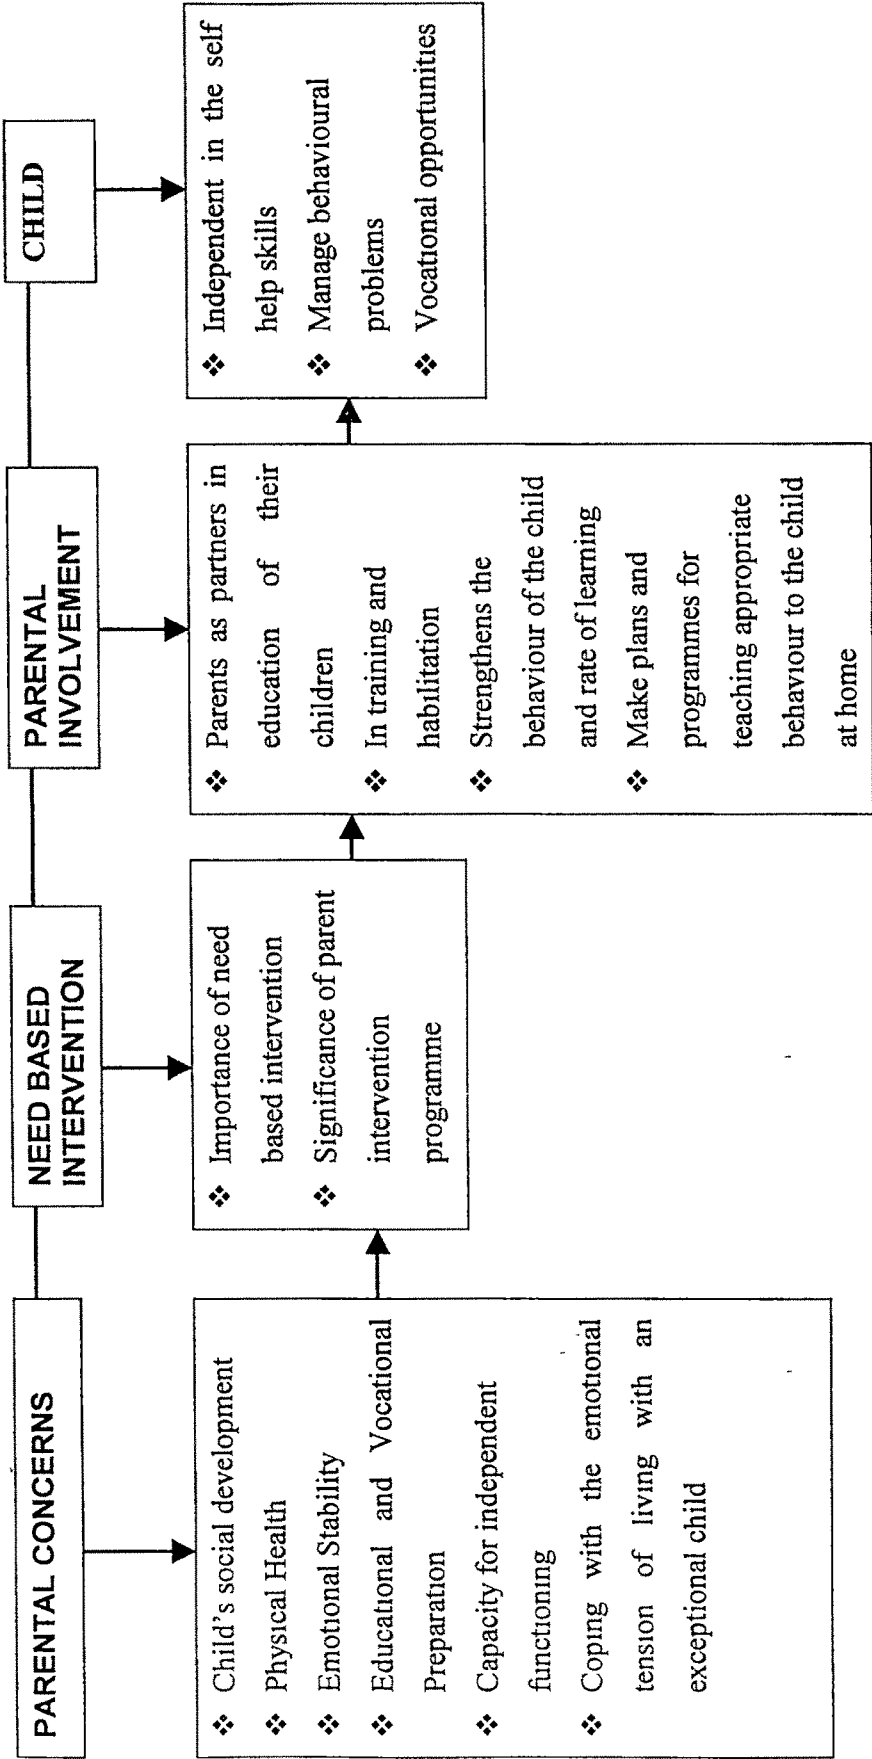 PARENTAL CONCERNS
❖ Child's social development
❖ Physical Health
❖ Emotional Stability
❖ Educational and Vocational
Preparation
❖ Capacity for independent
functioning
❖ Coping with the emotional
tension of living with an
exceptional child
NEED BASED
INTERVENTION
❖ Importance of need
based intervention
❖ Significance of parent
intervention
programme
PARENTAL
INVOLVEMENT
❖ Parents as partners in
education of their
children
❖ In training and
habilitation
❖ Strengthens the
behaviour of the child
and rate of learning
❖ Make plans and
programmes for
teaching appropriate
behaviour to the child
at home
CHILD
❖ Independent in the self
help skills
❖ Manage behavioural
problems
❖ Vocational opportunities